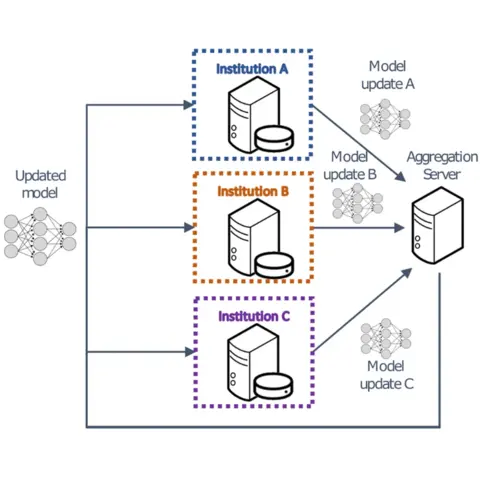 Institution A
Model
update A
Updated
model
Institution B
Model
update B
Aggregation
Server
Institution C
Model
update C